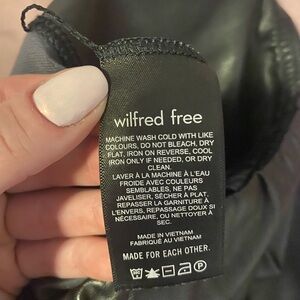 wilfred free
MACHINE WASH COLD WITH LIKE
COLOURS, DO NOT BLEACH, DRY
FLAT, IRON ON REVERSE, COOL
IRON ONLY IF NEEDED, OR DRY
CLEAN.
LAVER À LA MACHINE À L'EAU
FROIDE AVEC COULEURS
SEMBLABLES, NE PAS
JAVELISER, SÉCHER À PLAT,
REPASSER LA GARNITURE À
L'ENVERS, REPASSAGE DOUX SI
NÉCESSAIRE, OU NETTOYER À
SEC.
MADE IN VIETNAM
FABRIQUÉ AU VIETNAM
MADE FOR EACH OTHER.
P